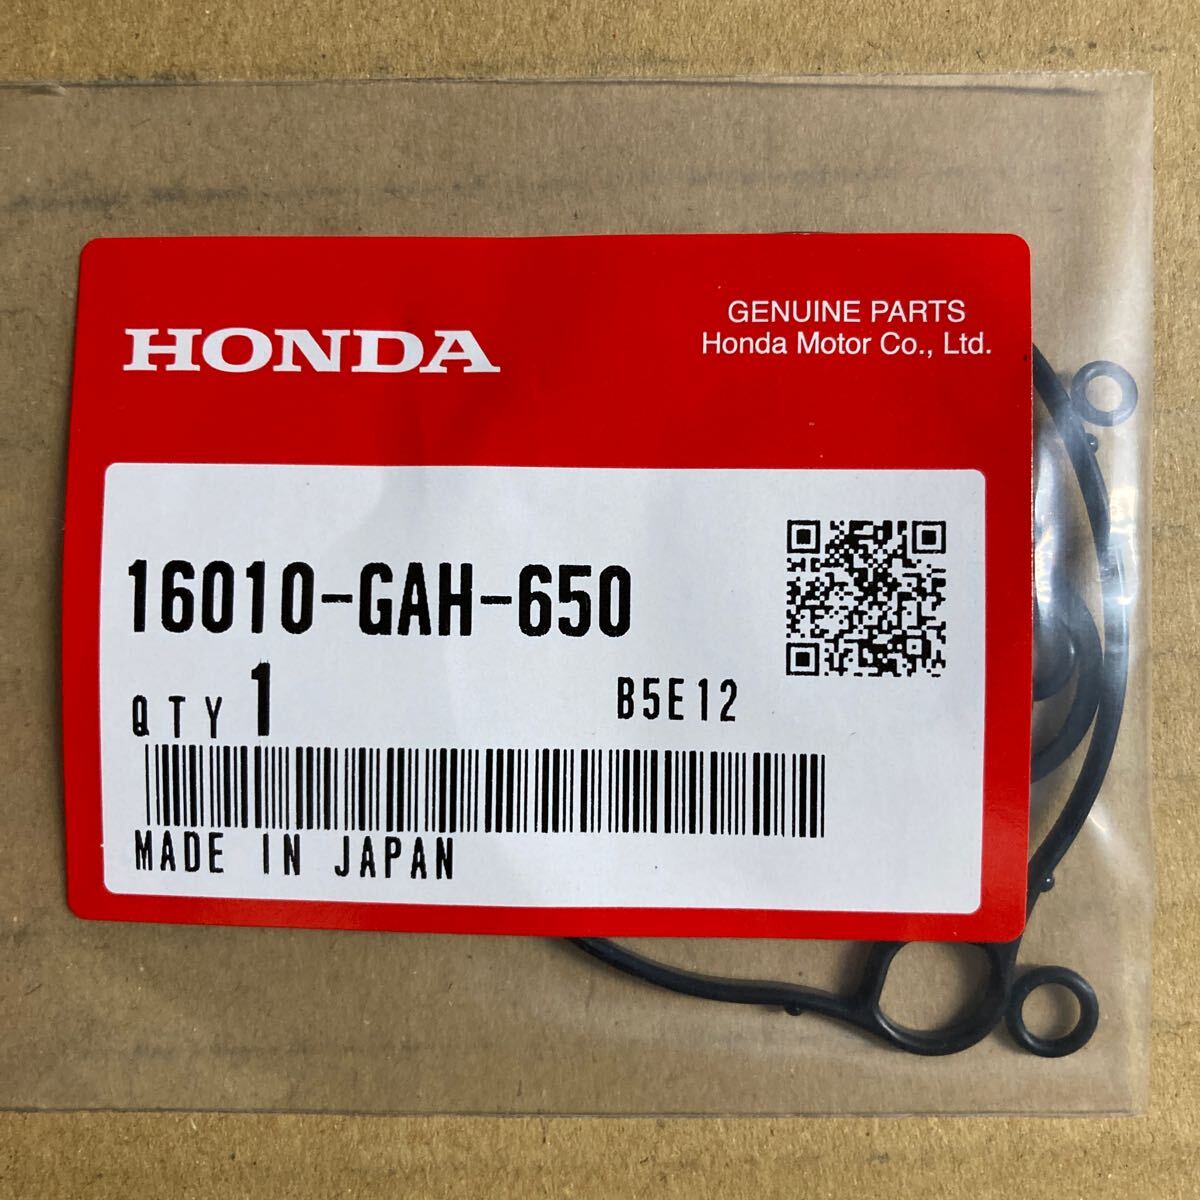 HONDA
GENUINE PARTS
Honda Motor Co., Ltd.
16010-GAH-650
QTY 1
B5E12
MADE IN JAPAN